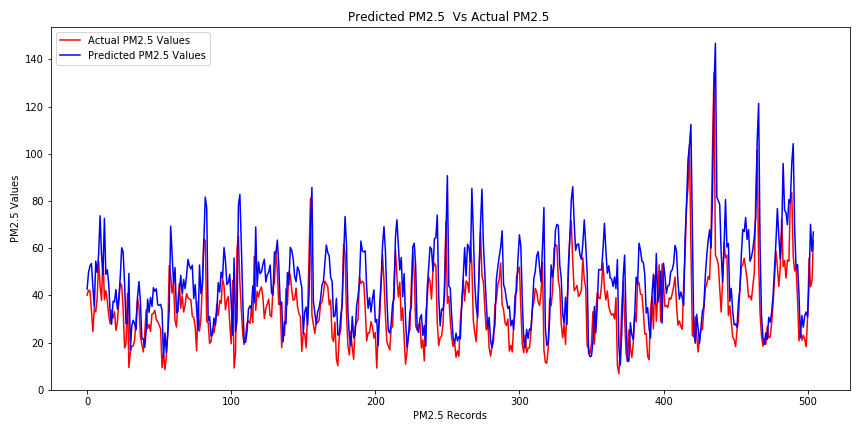 Predicted PM2.5  Vs Actual PM2.5
Actual PM2.5 Values
Predicted PM2.5 Values
PM2.5 Values
140
120
100
80
60
40
20
0
0 100 200 300 400 500
PM2.5 Records